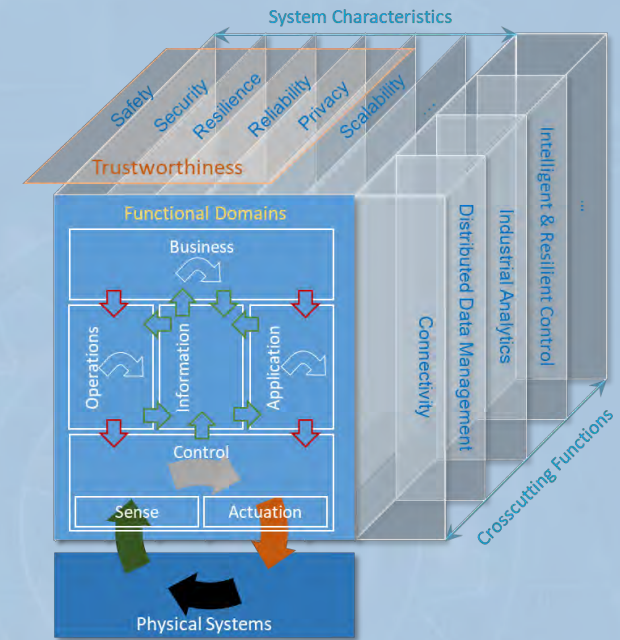 System Characteristics
Safety
Security
Resilience
Reliability
Privacy
Scalability
...
Trustworthiness
Functional Domains
Business
Operations
Information
Application
Control
Sense
Actuation
Physical Systems
Connectivity
Distributed Data Management
Industrial Analytics
Intelligent & Resilient Control
...
Crosscutting Functions